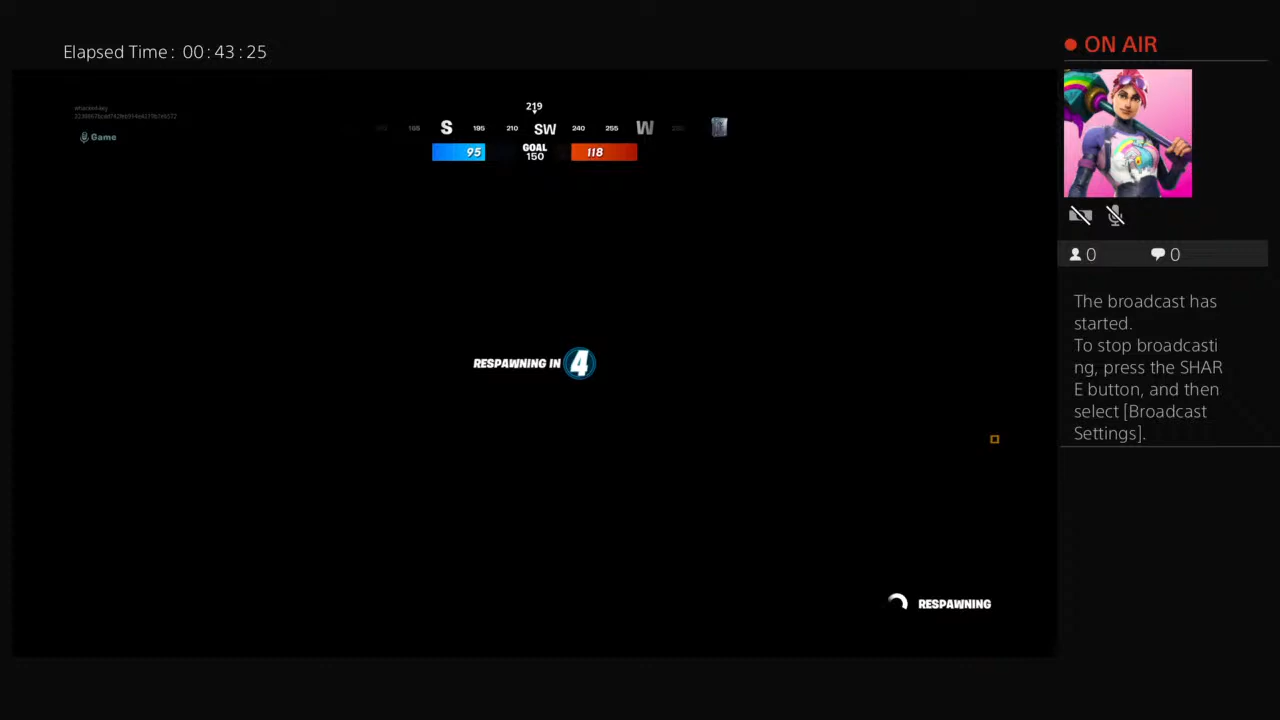 Elapsed Time: 00:43:25
ON AIR
219
165 S 195 210 SW 240 255 W
95 GOAL 150 118
Game
0 0
The broadcast has
started.
To stop broadcasti
ng, press the SHAR
E button, and then
select [Broadcast
Settings].
RESPAWNING IN 4
RESPAWNING